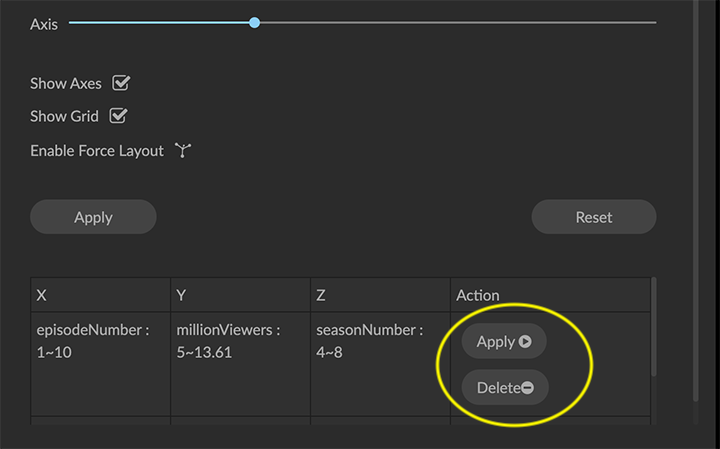 Axis
Show Axes
Show Grid
Enable Force Layout
Apply Reset
X Y Z Action
episodeNumber : millionViewers : seasonNumber : Apply
1~10 5~13.61 4~8
Delete